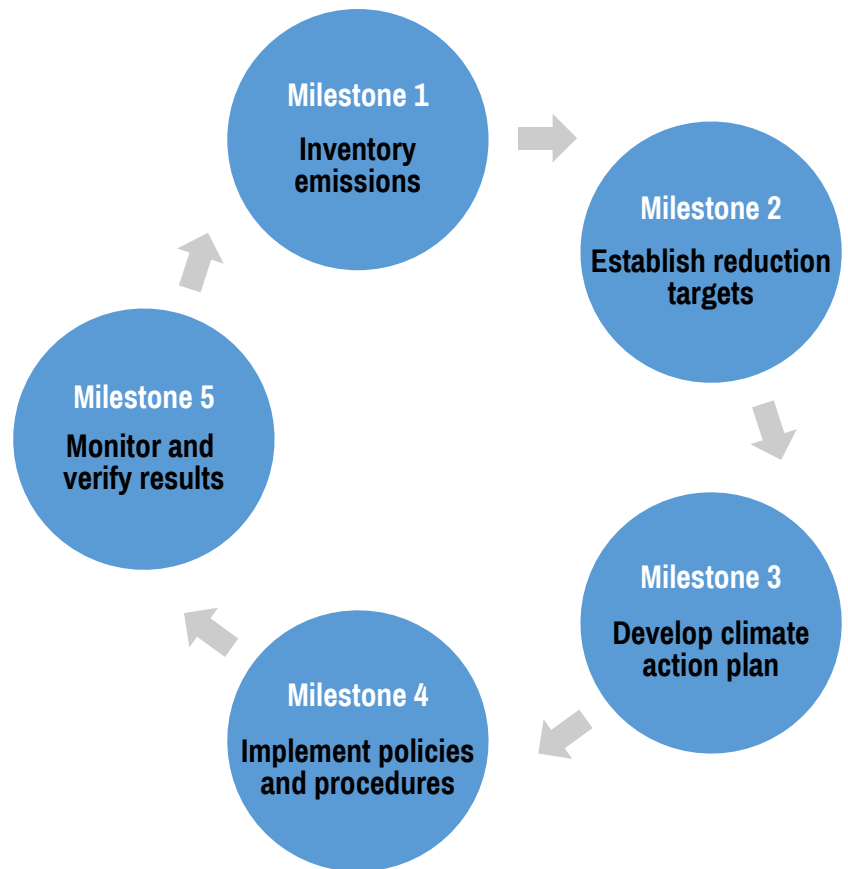 Milestone 1
Inventory
emissions
Milestone 2
Establish reduction
targets
Milestone 3
Develop climate
action plan
Milestone 4
Implement policies
and procedures
Milestone 5
Monitor and
verify results